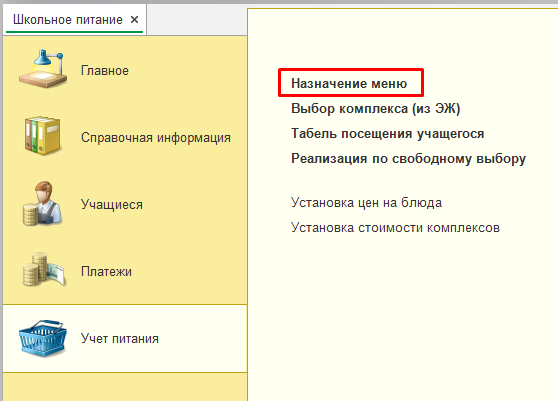 Школьное питание ×
Главное
Справочная информация
Учащиеся
Платежи
Учет питания
Назначение меню
Выбор комплекса (из ЭЖ)
Табель посещения учащегося
Реализация по свободному выбору
Установка цен на блюда
Установка стоимости комплексов